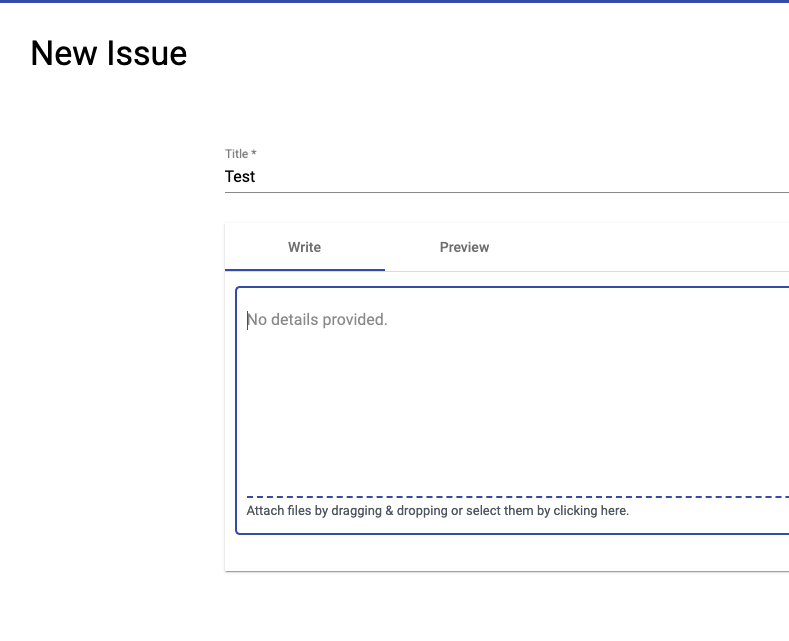 New Issue
Title *
Test
Write Preview
No details provided.
Attach files by dragging & dropping or select them by clicking here.